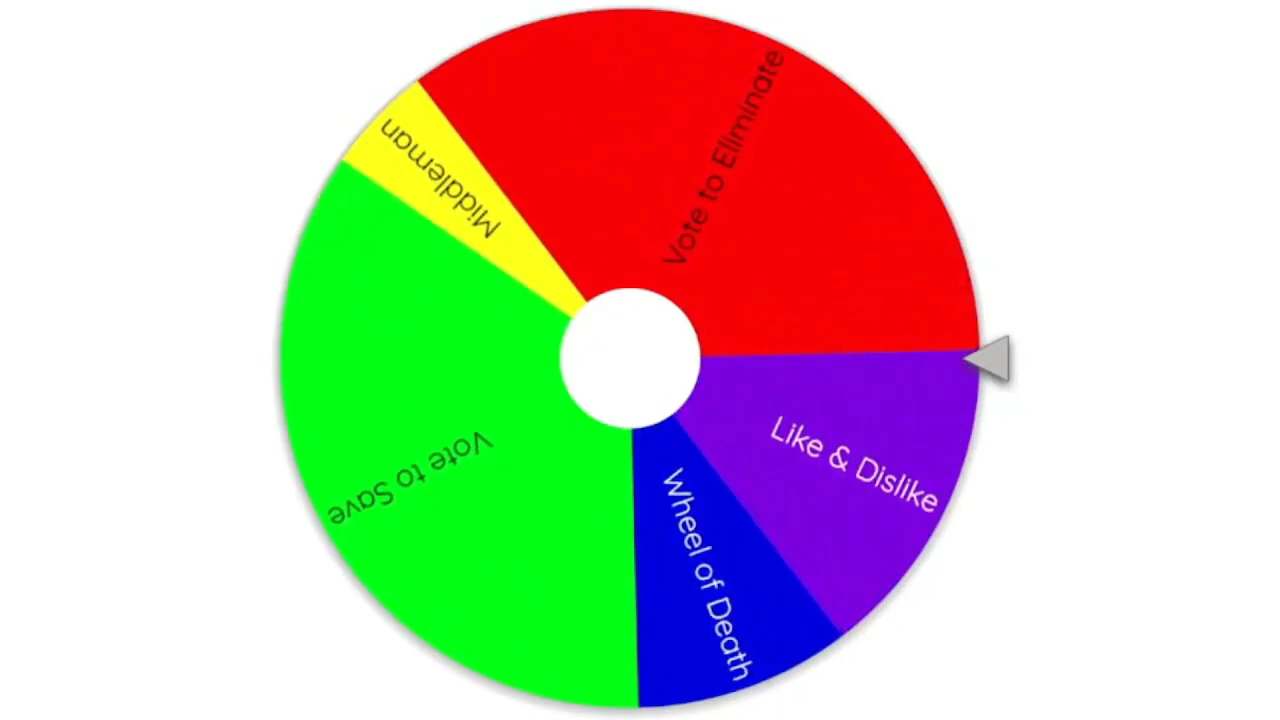 Vote to Eliminate
Middleman
Like & Dislike
Vote to Save
Wheel of Death